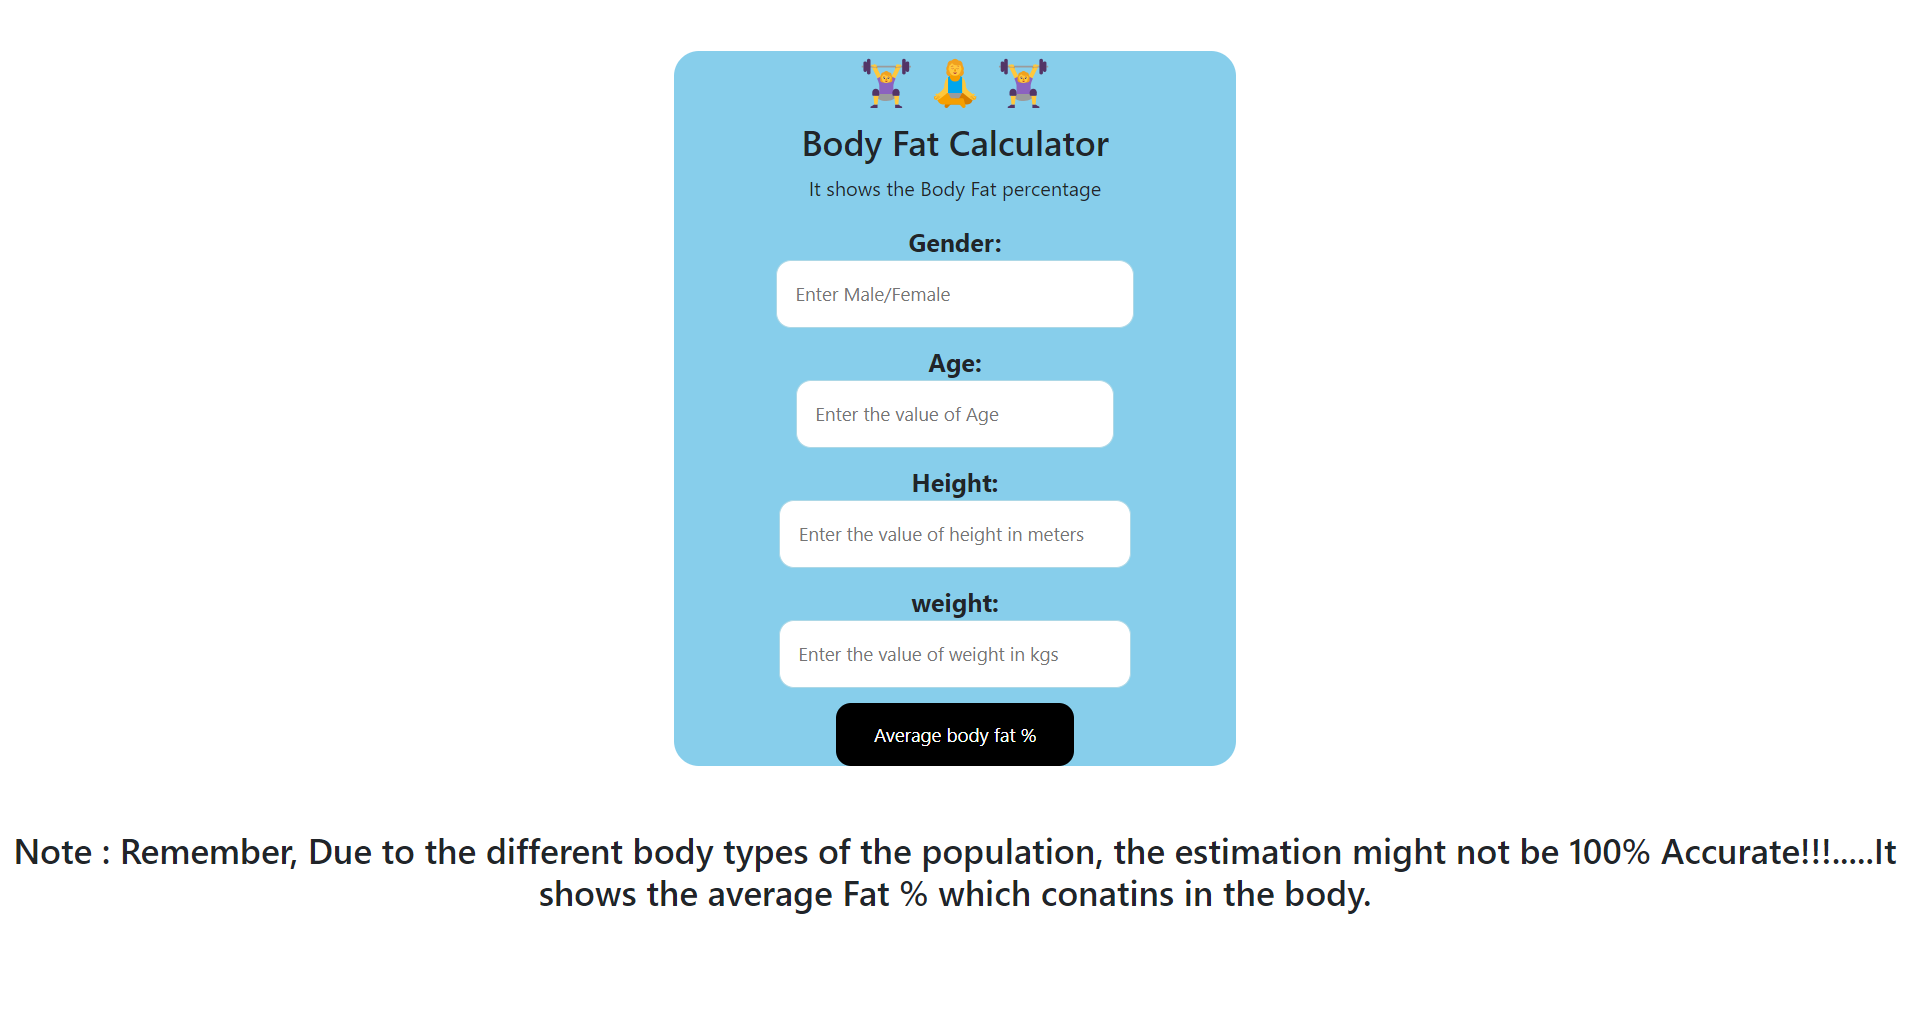 Body Fat Calculator
It shows the Body Fat percentage
Gender:
Enter Male/Female
Age:
Enter the value of Age
Height:
Enter the value of height in meters
weight:
Enter the value of weight in kgs
Average body fat %
Note : Remember, Due to the different body types of the population, the estimation might not be 100% Accurate!!!.....It
shows the average Fat % which conatins in the body.